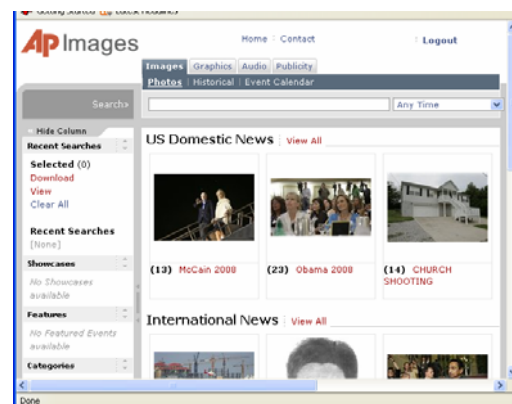 Getting Started Latest Headlines
AP Images
Home Contact Logout
Images Graphics Audio Publicity
Photos Historical Event Calendar
Search» Any Time
Hide Column
Recent Searches
Selected (0)
Download
View
Clear All
Recent Searches
[None]
Showcases
No Showcases
available
Features
No Featured Events
available
Categories
US Domestic News View All
(13) McCain 2008
(23) Obama 2008
(14) CHURCH
SHOOTING
International News View All
Done